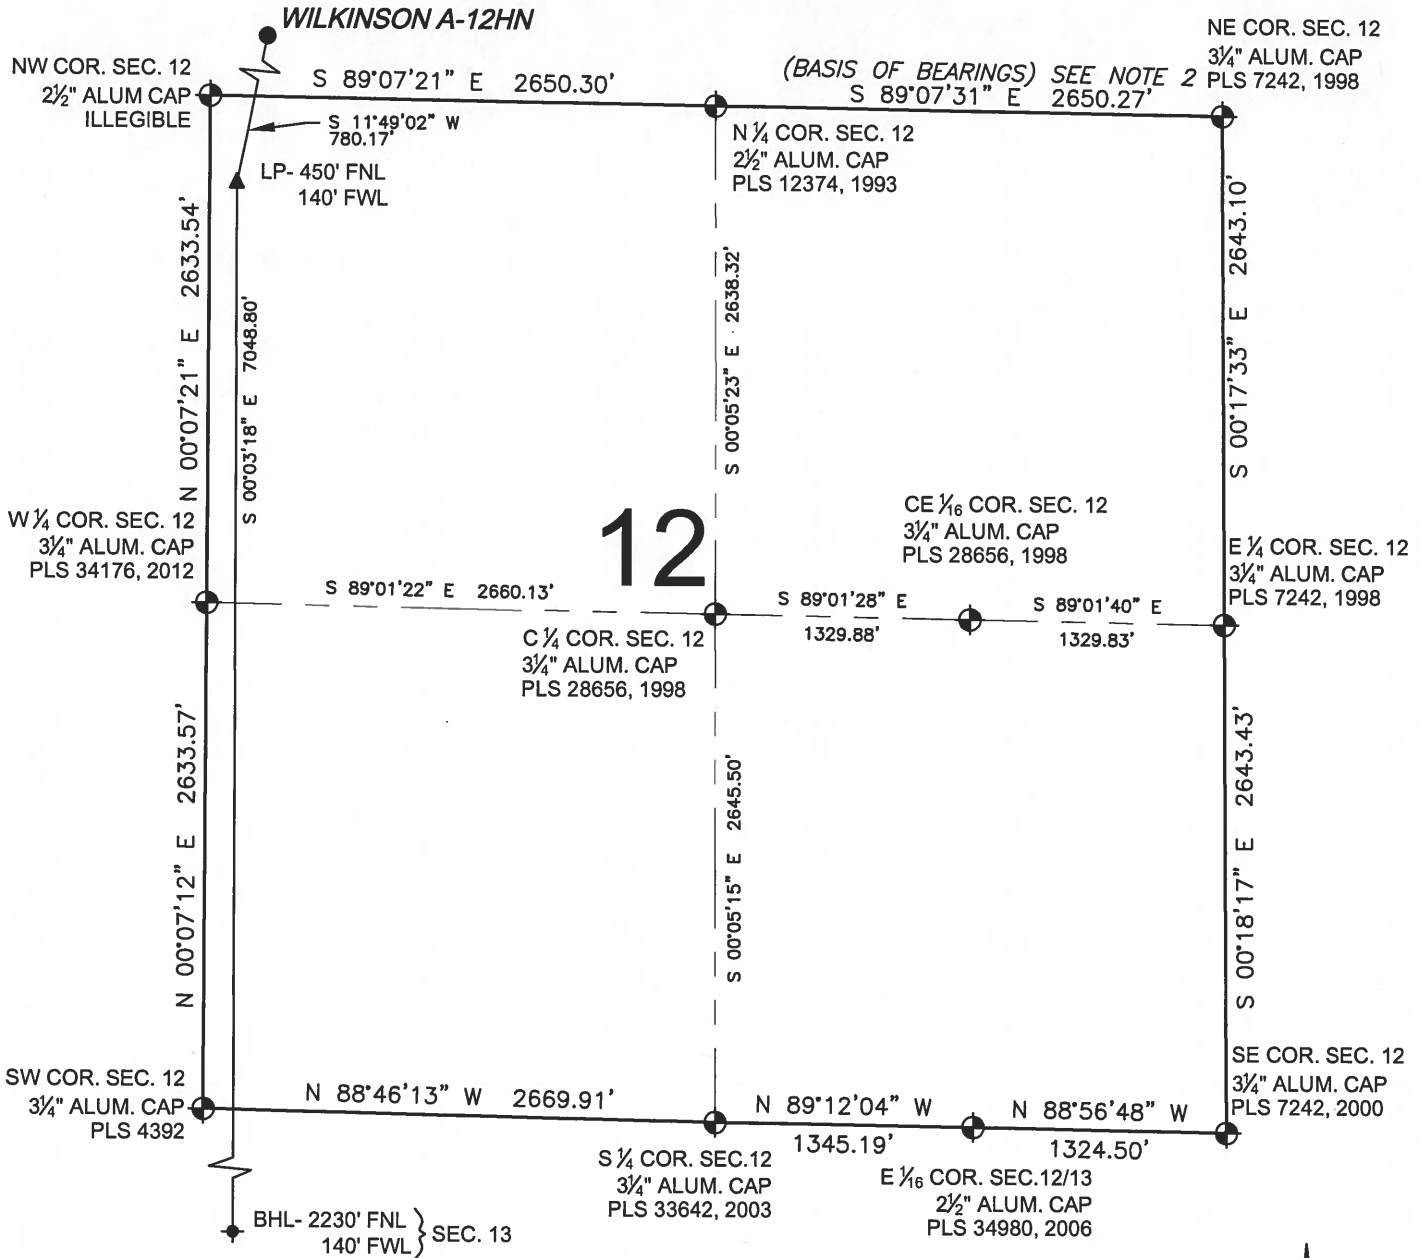 WILKINSON A-12HN
NE COR. SEC. 12
3¼" ALUM. CAP
PLS 7242, 1998
NW COR. SEC. 12
2½" ALUM CAP
ILLEGIBLE
S 89°07'21" E 2650.30'
(BASIS OF BEARINGS) SEE NOTE 2
S 89°07'31" E 2650.27'
S 11°49'02" W
780.17'
LP- 450' FNL
140' FWL
N ¼ COR. SEC. 12
2½" ALUM. CAP
PLS 12374, 1993
N 00°07'21" E 2633.54'
S 00°03'18" E 7048.80'
S 00°05'23" E 2638.32'
S 00°17'33" E 2643.10'
W ¼ COR. SEC. 12
3¼" ALUM. CAP
PLS 34176, 2012
12
CE 1⁄16 COR. SEC. 12
3¼" ALUM. CAP
PLS 28656, 1998
E ¼ COR. SEC. 12
3¼" ALUM. CAP
PLS 7242, 1998
S 89°01'22" E 2660.13'
S 89°01'28" E
1329.88'
S 89°01'40" E
1329.83'
C ¼ COR. SEC. 12
3¼" ALUM. CAP
PLS 28656, 1998
N 00°07'12" E 2633.57'
S 00°05'15" E 2645.50'
S 00°18'17" E 2643.43'
SW COR. SEC. 12
3¼" ALUM. CAP
PLS 4392
N 88°46'13" W 2669.91'
N 89°12'04" W
1345.19'
N 88°56'48" W
1324.50'
SE COR. SEC. 12
3¼" ALUM. CAP
PLS 7242, 2000
S ¼ COR. SEC.12
3¼" ALUM. CAP
PLS 33642, 2003
E 1⁄16 COR. SEC.12/13
2½" ALUM. CAP
PLS 34980, 2006
BHL- 2230' FNL
140' FWL
} SEC. 13